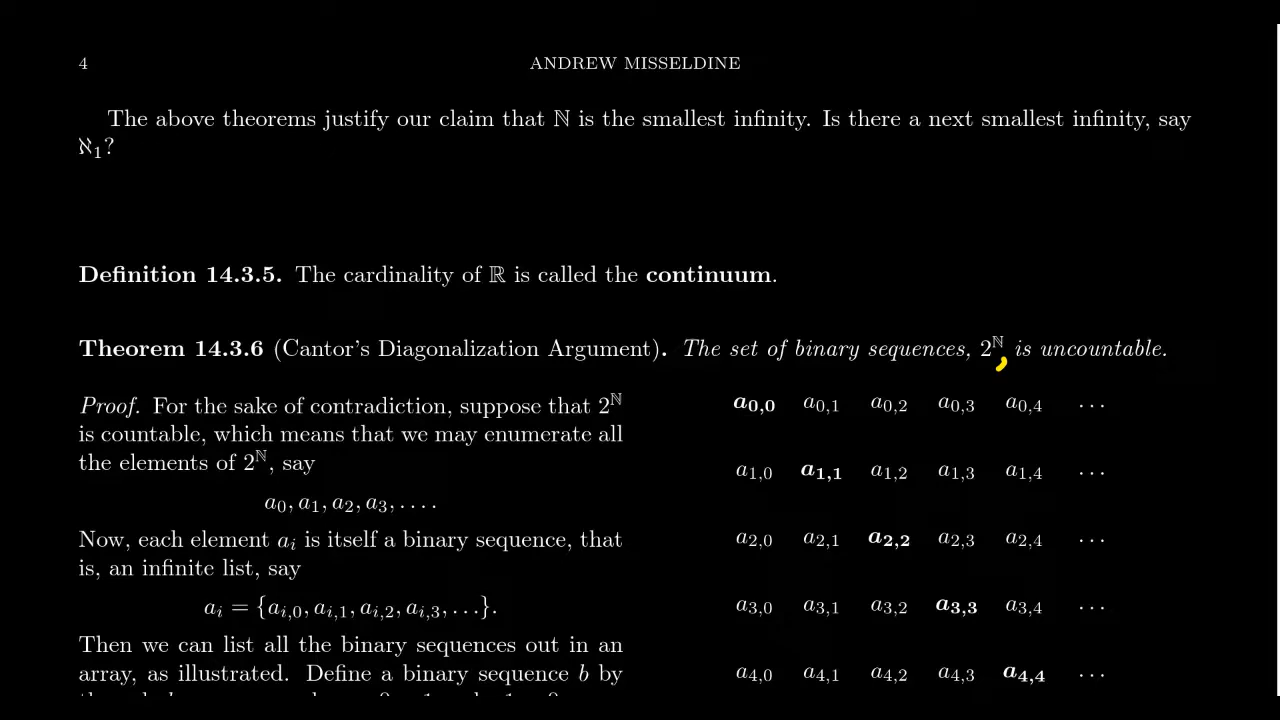 4 ANDREW MISSELDINE
The above theorems justify our claim that ℕ is the smallest infinity. Is there a next smallest infinity, say
ℵ₁?
Definition 14.3.5. The cardinality of ℝ is called the continuum.
Theorem 14.3.6 (Cantor's Diagonalization Argument). The set of binary sequences, 2^ℕ is uncountable.
Proof. For the sake of contradiction, suppose that 2^ℕ
is countable, which means that we may enumerate all
the elements of 2^ℕ, say
a₀, a₁, a₂, a₃, . . . .
Now, each element aᵢ is itself a binary sequence, that
is, an infinite list, say
aᵢ = {aᵢ,₀, aᵢ,₁, aᵢ,₂, aᵢ,₃, . . .}.
Then we can list all the binary sequences out in an
array, as illustrated. Define a binary sequence b by
a₀,₀ a₀,₁ a₀,₂ a₀,₃ a₀,₄ . . .
a₁,₀ a₁,₁ a₁,₂ a₁,₃ a₁,₄ . . .
a₂,₀ a₂,₁ a₂,₂ a₂,₃ a₂,₄ . . .
a₃,₀ a₃,₁ a₃,₂ a₃,₃ a₃,₄ . . .
a₄,₀ a₄,₁ a₄,₂ a₄,₃ a₄,₄ . . .